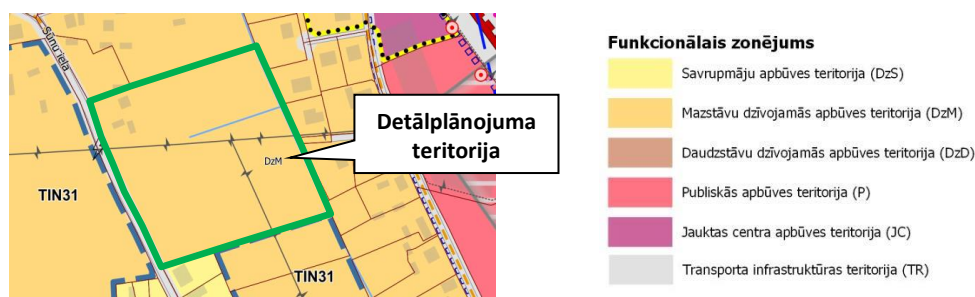 Sūnu iela
Detālplānojuma
teritorija
DzM
TIN31
TIN31
Funkcionālais zonējums
Savrupmāju apbūves teritorija (DzS)
Mazstāvu dzīvojamās apbūves teritorija (DzM)
Daudzstāvu dzīvojamās apbūves teritorija (DzD)
Publiskās apbūves teritorija (P)
Jauktas centra apbūves teritorija (JC)
Transporta infrastruktūras teritorija (TR)